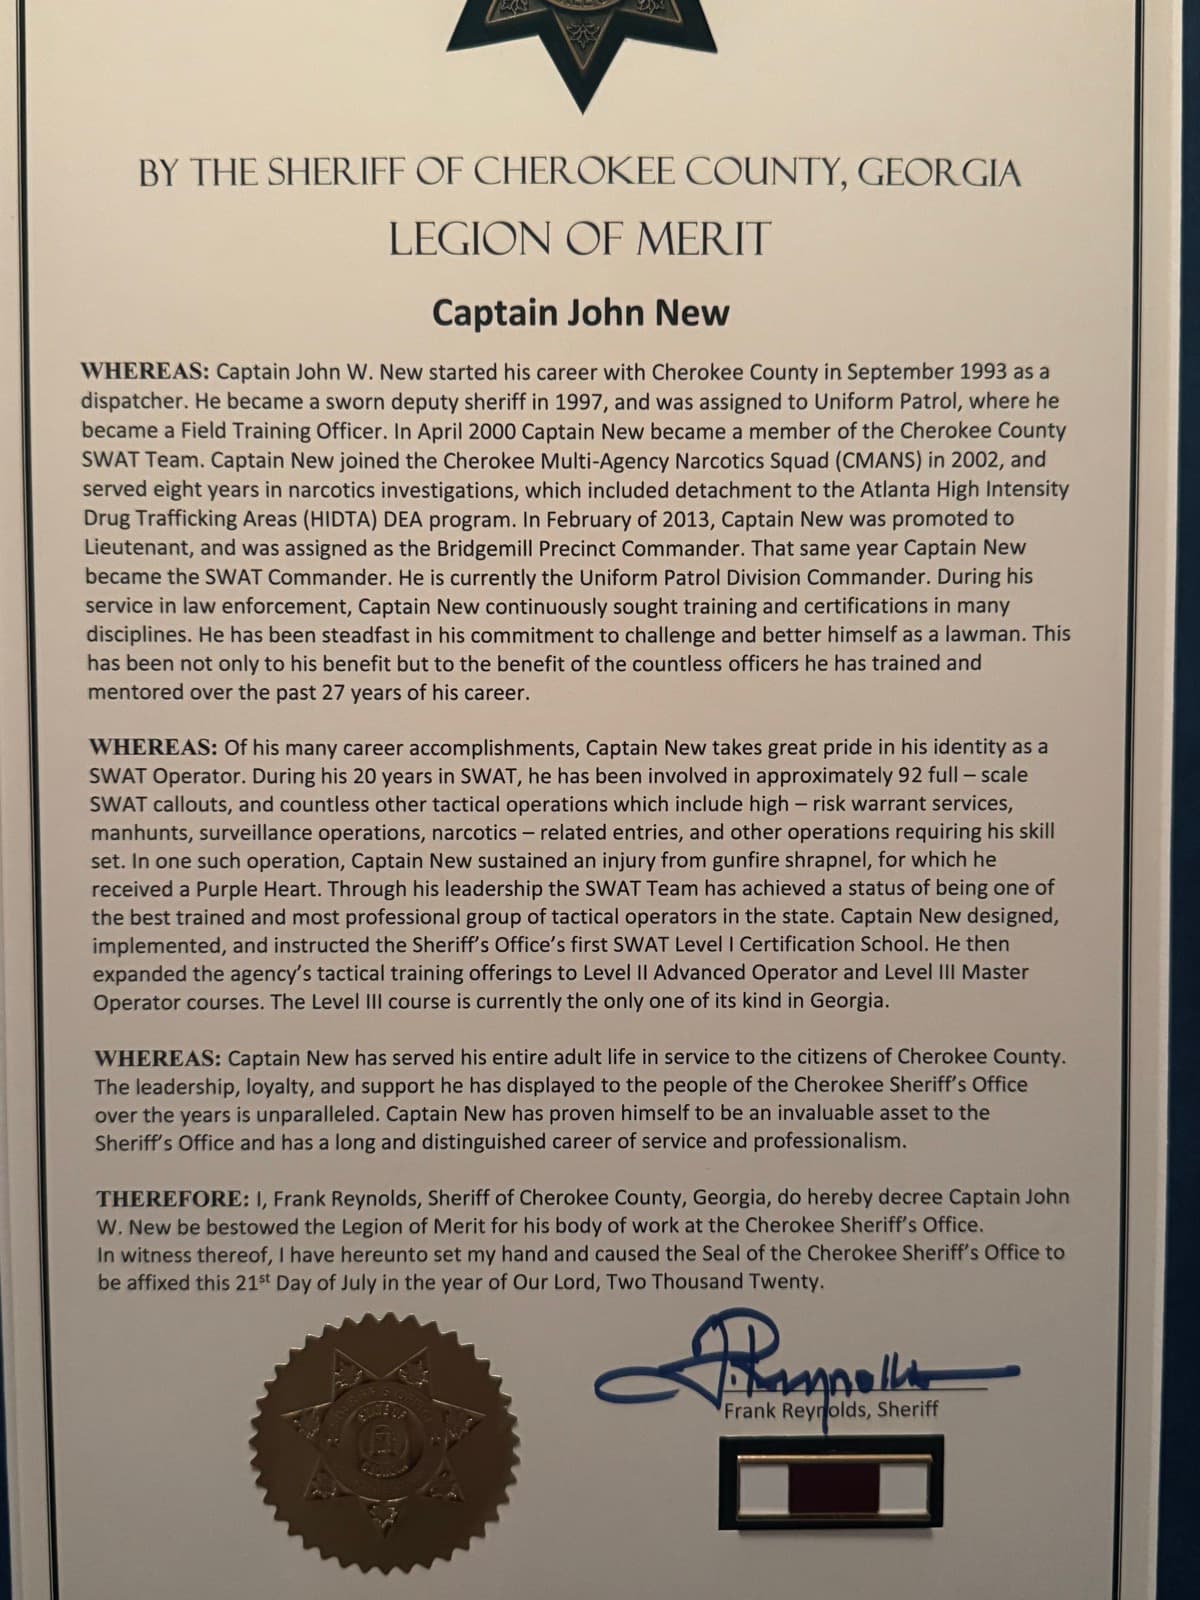 BY THE SHERIFF OF CHEROKEE COUNTY, GEORGIA
LEGION OF MERIT
Captain John New
WHEREAS: Captain John W. New started his career with Cherokee County in September 1993 as a
dispatcher. He became a sworn deputy sheriff in 1997, and was assigned to Uniform Patrol, where he
became a Field Training Officer. In April 2000 Captain New became a member of the Cherokee County
SWAT Team. Captain New joined the Cherokee Multi-Agency Narcotics Squad (CMANS) in 2002, and
served eight years in narcotics investigations, which included detachment to the Atlanta High Intensity
Drug Trafficking Areas (HIDTA) DEA program. In February of 2013, Captain New was promoted to
Lieutenant, and was assigned as the Bridgemill Precinct Commander. That same year Captain New
became the SWAT Commander. He is currently the Uniform Patrol Division Commander. During his
service in law enforcement, Captain New continuously sought training and certifications in many
disciplines. He has been steadfast in his commitment to challenge and better himself as a lawman. This
has been not only to his benefit but to the benefit of the countless officers he has trained and
mentored over the past 27 years of his career.
WHEREAS: Of his many career accomplishments, Captain New takes great pride in his identity as a
SWAT Operator. During his 20 years in SWAT, he has been involved in approximately 92 full – scale
SWAT callouts, and countless other tactical operations which include high – risk warrant services,
manhunts, surveillance operations, narcotics – related entries, and other operations requiring his skill
set. In one such operation, Captain New sustained an injury from gunfire shrapnel, for which he
received a Purple Heart. Through his leadership the SWAT Team has achieved a status of being one of
the best trained and most professional group of tactical operators in the state. Captain New designed,
implemented, and instructed the Sheriff's Office's first SWAT Level I Certification School. He then
expanded the agency's tactical training offerings to Level II Advanced Operator and Level III Master
Operator courses. The Level III course is currently the only one of its kind in Georgia.
WHEREAS: Captain New has served his entire adult life in service to the citizens of Cherokee County.
The leadership, loyalty, and support he has displayed to the people of the Cherokee Sheriff's Office
over the years is unparalleled. Captain New has proven himself to be an invaluable asset to the
Sheriff's Office and has a long and distinguished career of service and professionalism.
THEREFORE: I, Frank Reynolds, Sheriff of Cherokee County, Georgia, do hereby decree Captain John
W. New be bestowed the Legion of Merit for his body of work at the Cherokee Sheriff's Office.
In witness thereof, I have hereunto set my hand and caused the Seal of the Cherokee Sheriff's Office to
be affixed this 21st Day of July in the year of Our Lord, Two Thousand Twenty.
F. Reynolds
Frank Reynolds, Sheriff